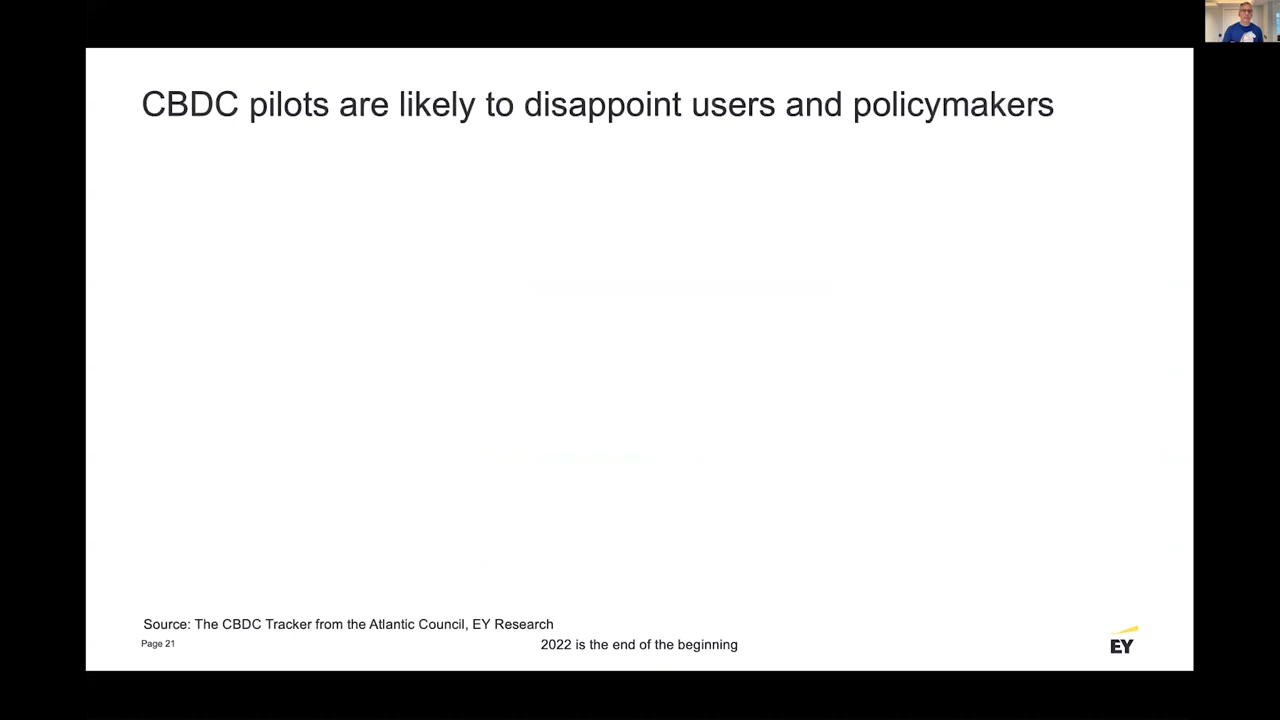 CBDC pilots are likely to disappoint users and policymakers
Source: The CBDC Tracker from the Atlantic Council, EY Research
Page 21
2022 is the end of the beginning
EY